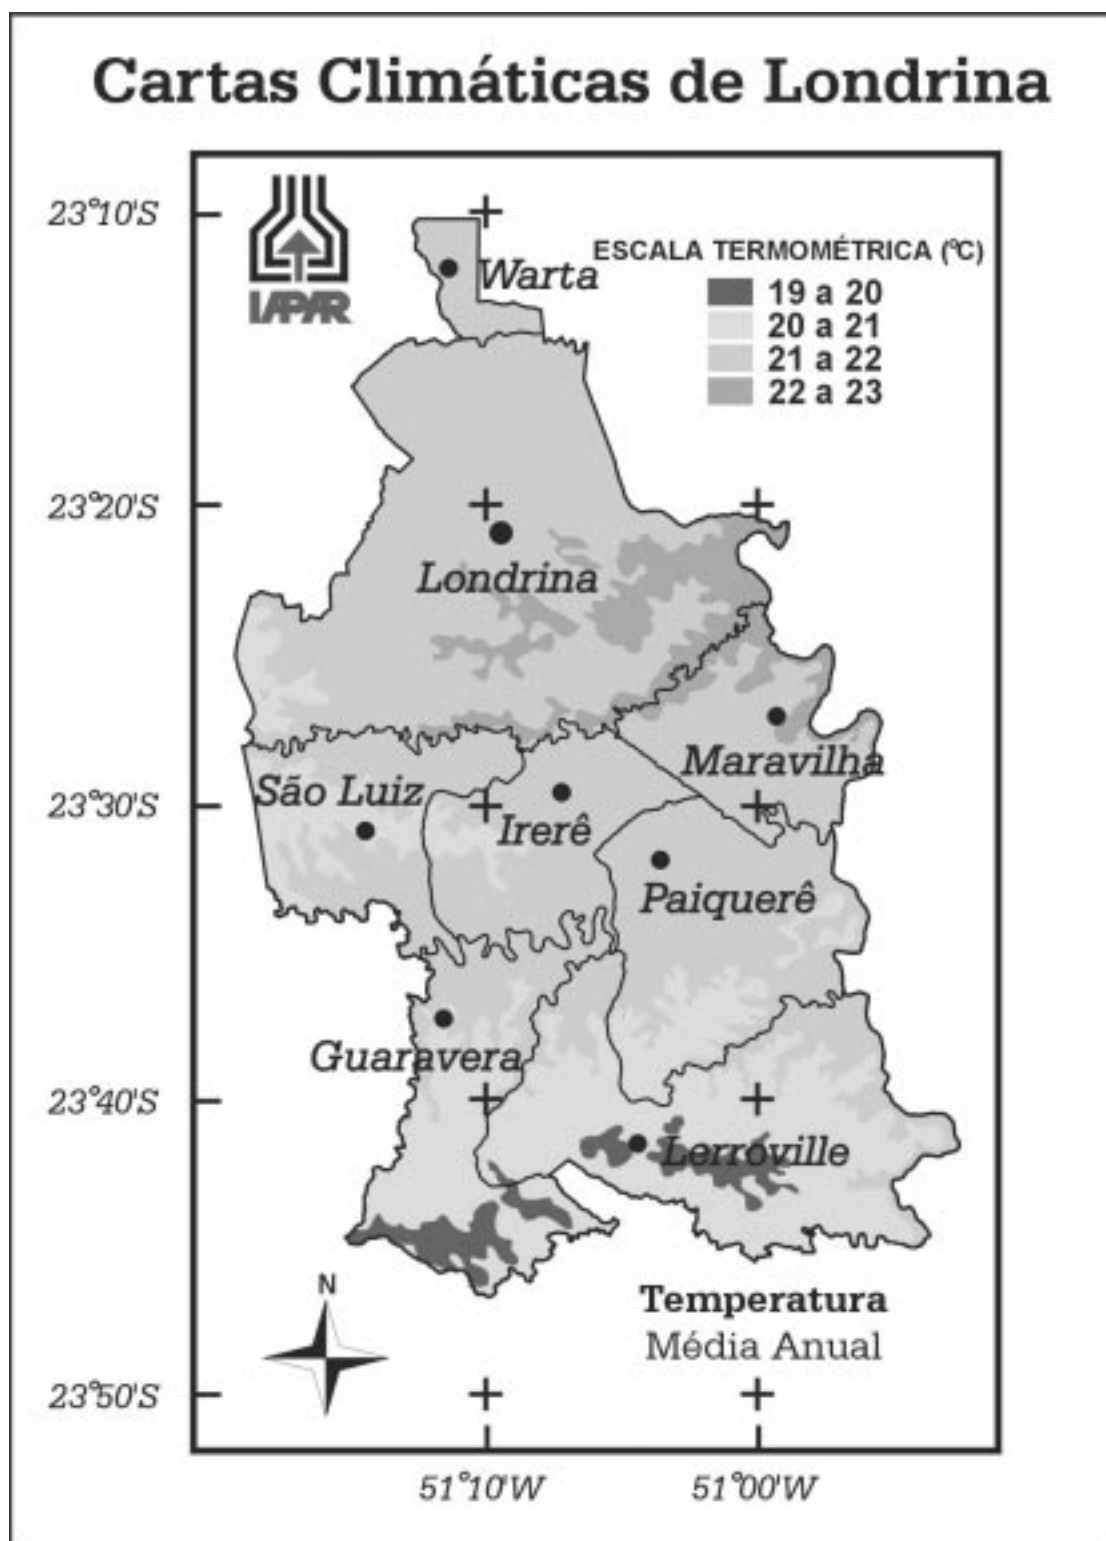 Cartas Climáticas de Londrina
IAPAR
ESCALA TERMOMÉTRICA (ºC)
19 a 20
20 a 21
21 a 22
22 a 23
23°10'S
23°20'S
23°30'S
23°40'S
23°50'S
Warta
Londrina
Maravilha
São Luiz
Irerê
Paiquerê
Guaravera
Lerroville
N
Temperatura
Média Anual
51°10'W
51°00'W